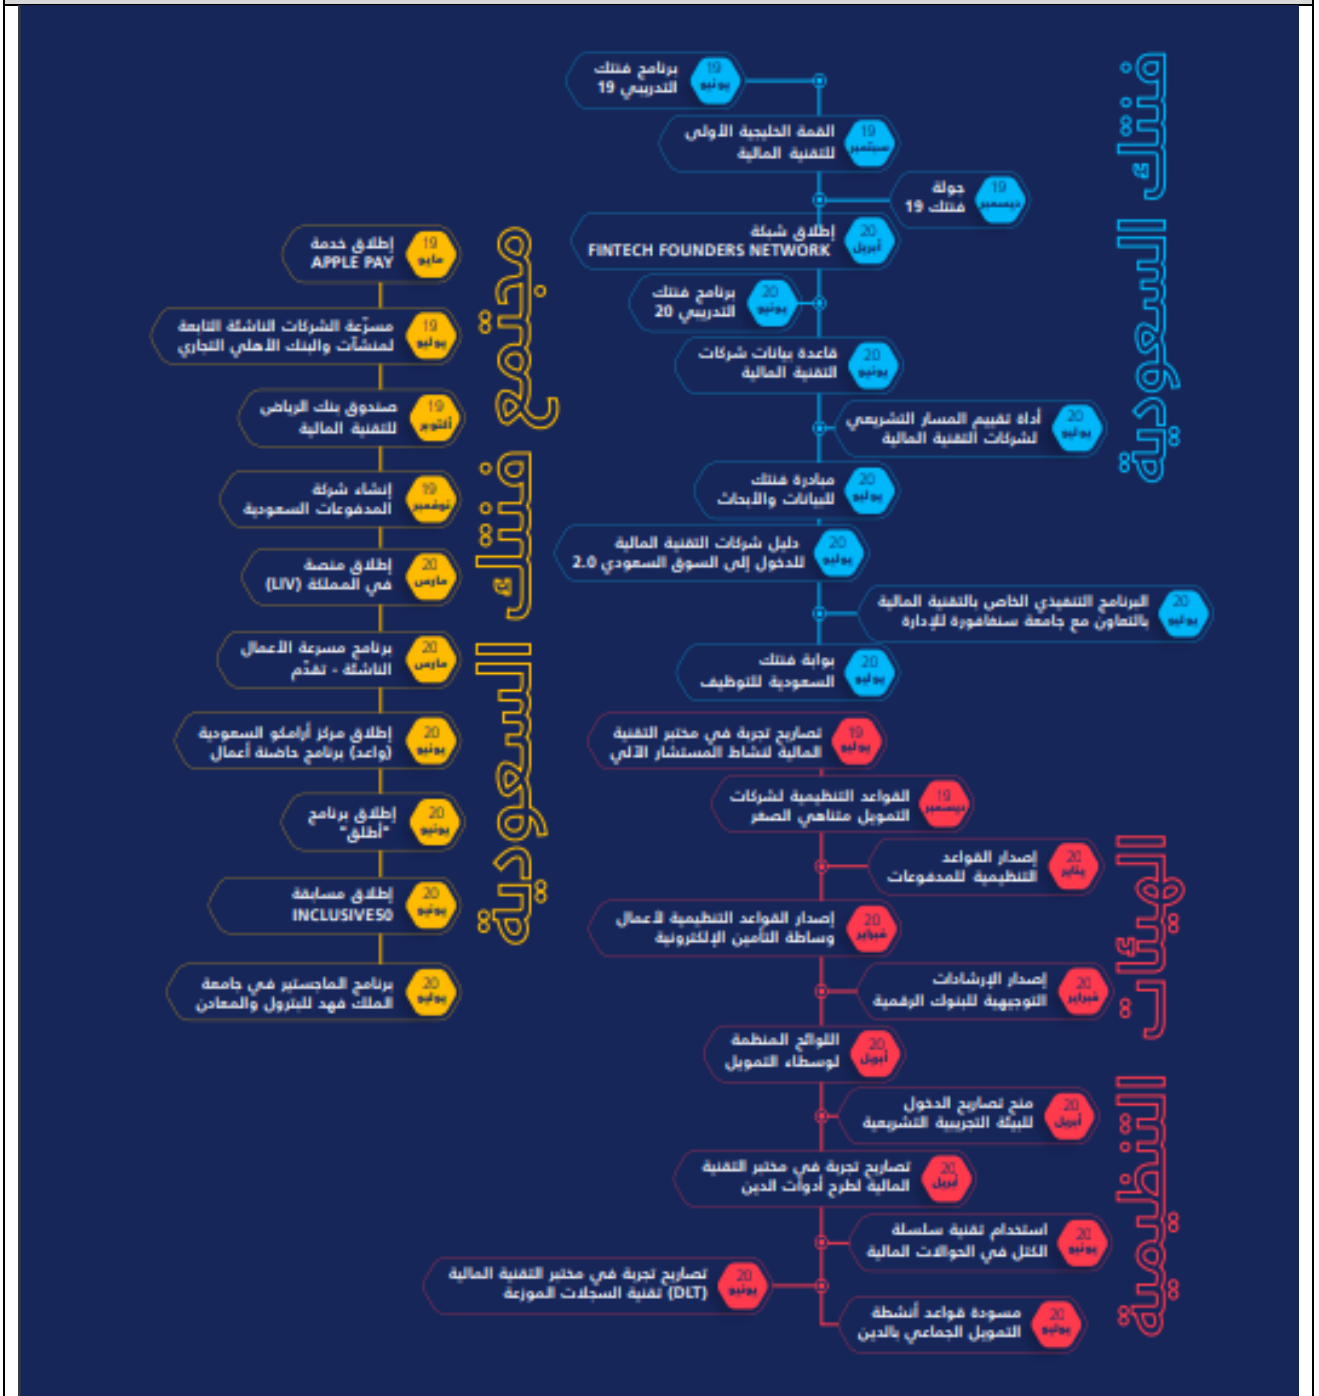 فنتك السعودية
19
يونيو
برنامج فنتك
التدريبي 19
19
سبتمبر
القمة الخليجية الأولى
للتقنية المالية
19
ديسمبر
جولة
فنتك 19
20
أبريل
إطلاق شبكة
FINTECH FOUNDERS NETWORK
20
يونيو
برنامج فنتك
التدريبي 20
20
يونيو
قاعدة بيانات شركات
التقنية المالية
20
يوليو
أداة تقييم المسار التشريعي
لشركات التقنية المالية
20
يوليو
مبادرة فنتك
للبيانات والأبحاث
20
يوليو
دليل شركات التقنية المالية
للدخول إلى السوق السعودي 2.0
20
يوليو
البرنامج التنفيذي الخاص بالتقنية المالية
بالتعاون مع جامعة سنغافورة للإدارة
20
يوليو
بوابة فنتك
السعودية للتوظيف
الهيئات التنظيمية
19
يوليو
تصاريح تجربة في مختبر التقنية
المالية لنشاط المستشار الآلي
19
ديسمبر
القواعد التنظيمية لشركات
التمويل متناهي الصغر
20
يناير
إصدار القواعد
التنظيمية للمدفوعات
20
فبراير
إصدار القواعد التنظيمية لأعمال
وساطة التأمين الإلكترونية
20
فبراير
إصدار الإرشادات
التوجيهية للبنوك الرقمية
20
أبريل
اللوائح المنظمة
لوسطاء التمويل
20
أبريل
منح تصاريح الدخول
للبيئة التجريبية التشريعية
20
أبريل
تصاريح تجربة في مختبر التقنية
المالية لطرح أدوات الدين
20
يونيو
استخدام تقنية سلسلة
الكتل في الحوالات المالية
20
يونيو
تصاريح تجربة في مختبر التقنية المالية
(DLT) تقنية السجلات الموزعة
20
يونيو
مسودة قواعد أنشطة
التمويل الجماعي بالدين
مجتمع فنتك السعودية
19
مايو
إطلاق خدمة
APPLE PAY
19
يوليو
مسرّعة الشركات الناشئة التابعة
لمنشآت والبنك الأهلي التجاري
19
أكتوبر
صندوق بنك الرياض
للتقنية المالية
19
نوفمبر
إنشاء شركة
المدفوعات السعودية
20
مارس
إطلاق منصة
في المملكة (LIV)
20
مارس
برنامج مسرعة الأعمال
الناشئة - تقدّم
20
يونيو
إطلاق مركز أرامكو السعودية
(واعد) برنامج حاضنة أعمال
20
يونيو
إطلاق برنامج
"أطلق"
20
يونيو
إطلاق مسابقة
INCLUSIVE50
20
يوليو
برنامج الماجستير في جامعة
الملك فهد للبترول والمعادن